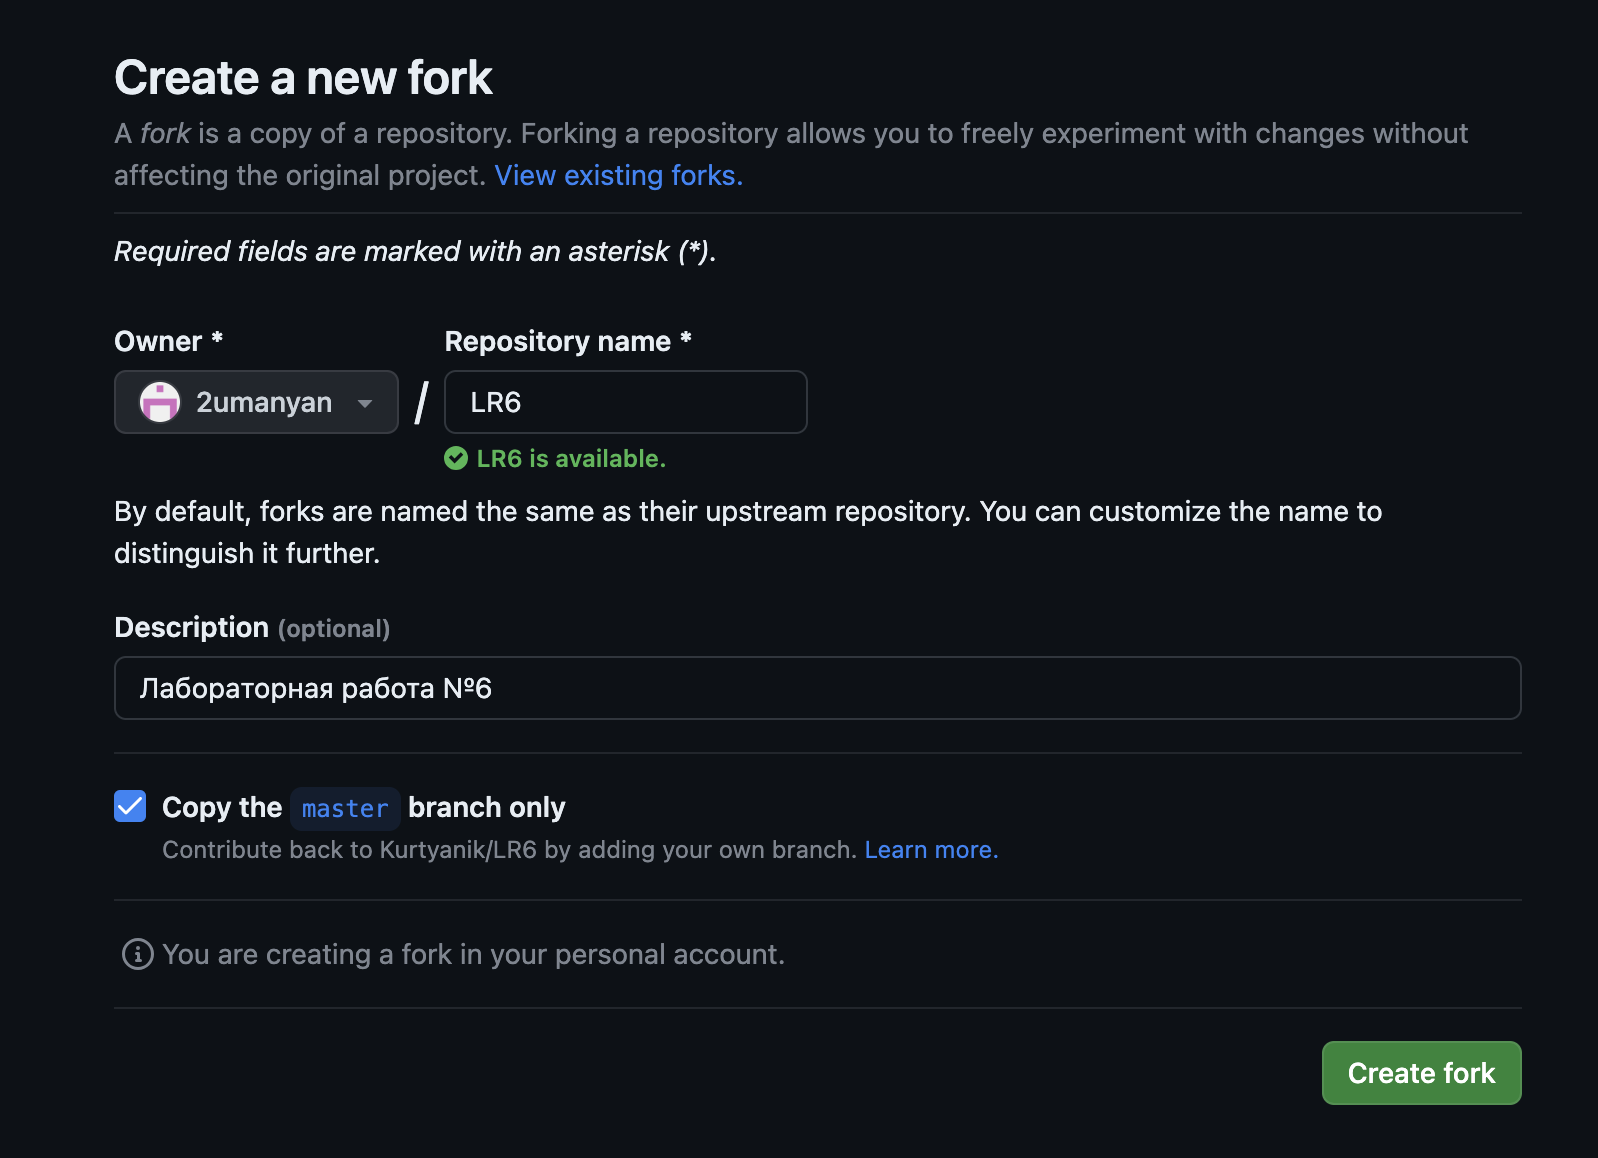 Create a new fork
A fork is a copy of a repository. Forking a repository allows you to freely experiment with changes without
affecting the original project. View existing forks.
Required fields are marked with an asterisk (*).
Owner * Repository name *
2umanyan / LR6
LR6 is available.
By default, forks are named the same as their upstream repository. You can customize the name to
distinguish it further.
Description (optional)
Лабораторная работа №6
Copy the master branch only
Contribute back to Kurtyanik/LR6 by adding your own branch. Learn more.
You are creating a fork in your personal account.
Create fork